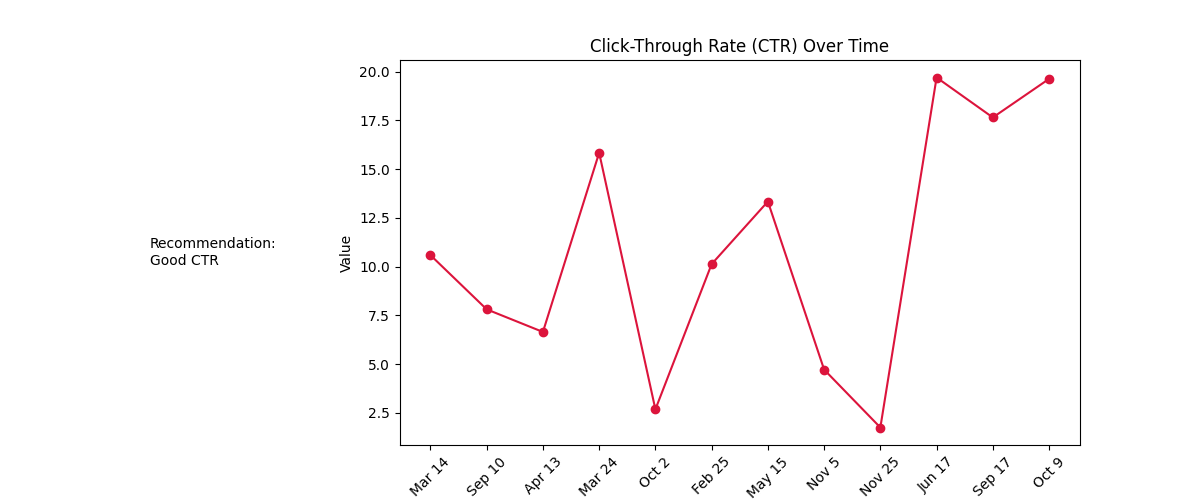 Click-Through Rate (CTR) Over Time
Recommendation:
Good CTR
Value
20.0
17.5
15.0
12.5
10.0
7.5
5.0
2.5
Mar 14
Sep 10
Apr 13
Mar 24
Oct 2
Feb 25
May 15
Nov 5
Nov 25
Jun 17
Sep 17
Oct 9